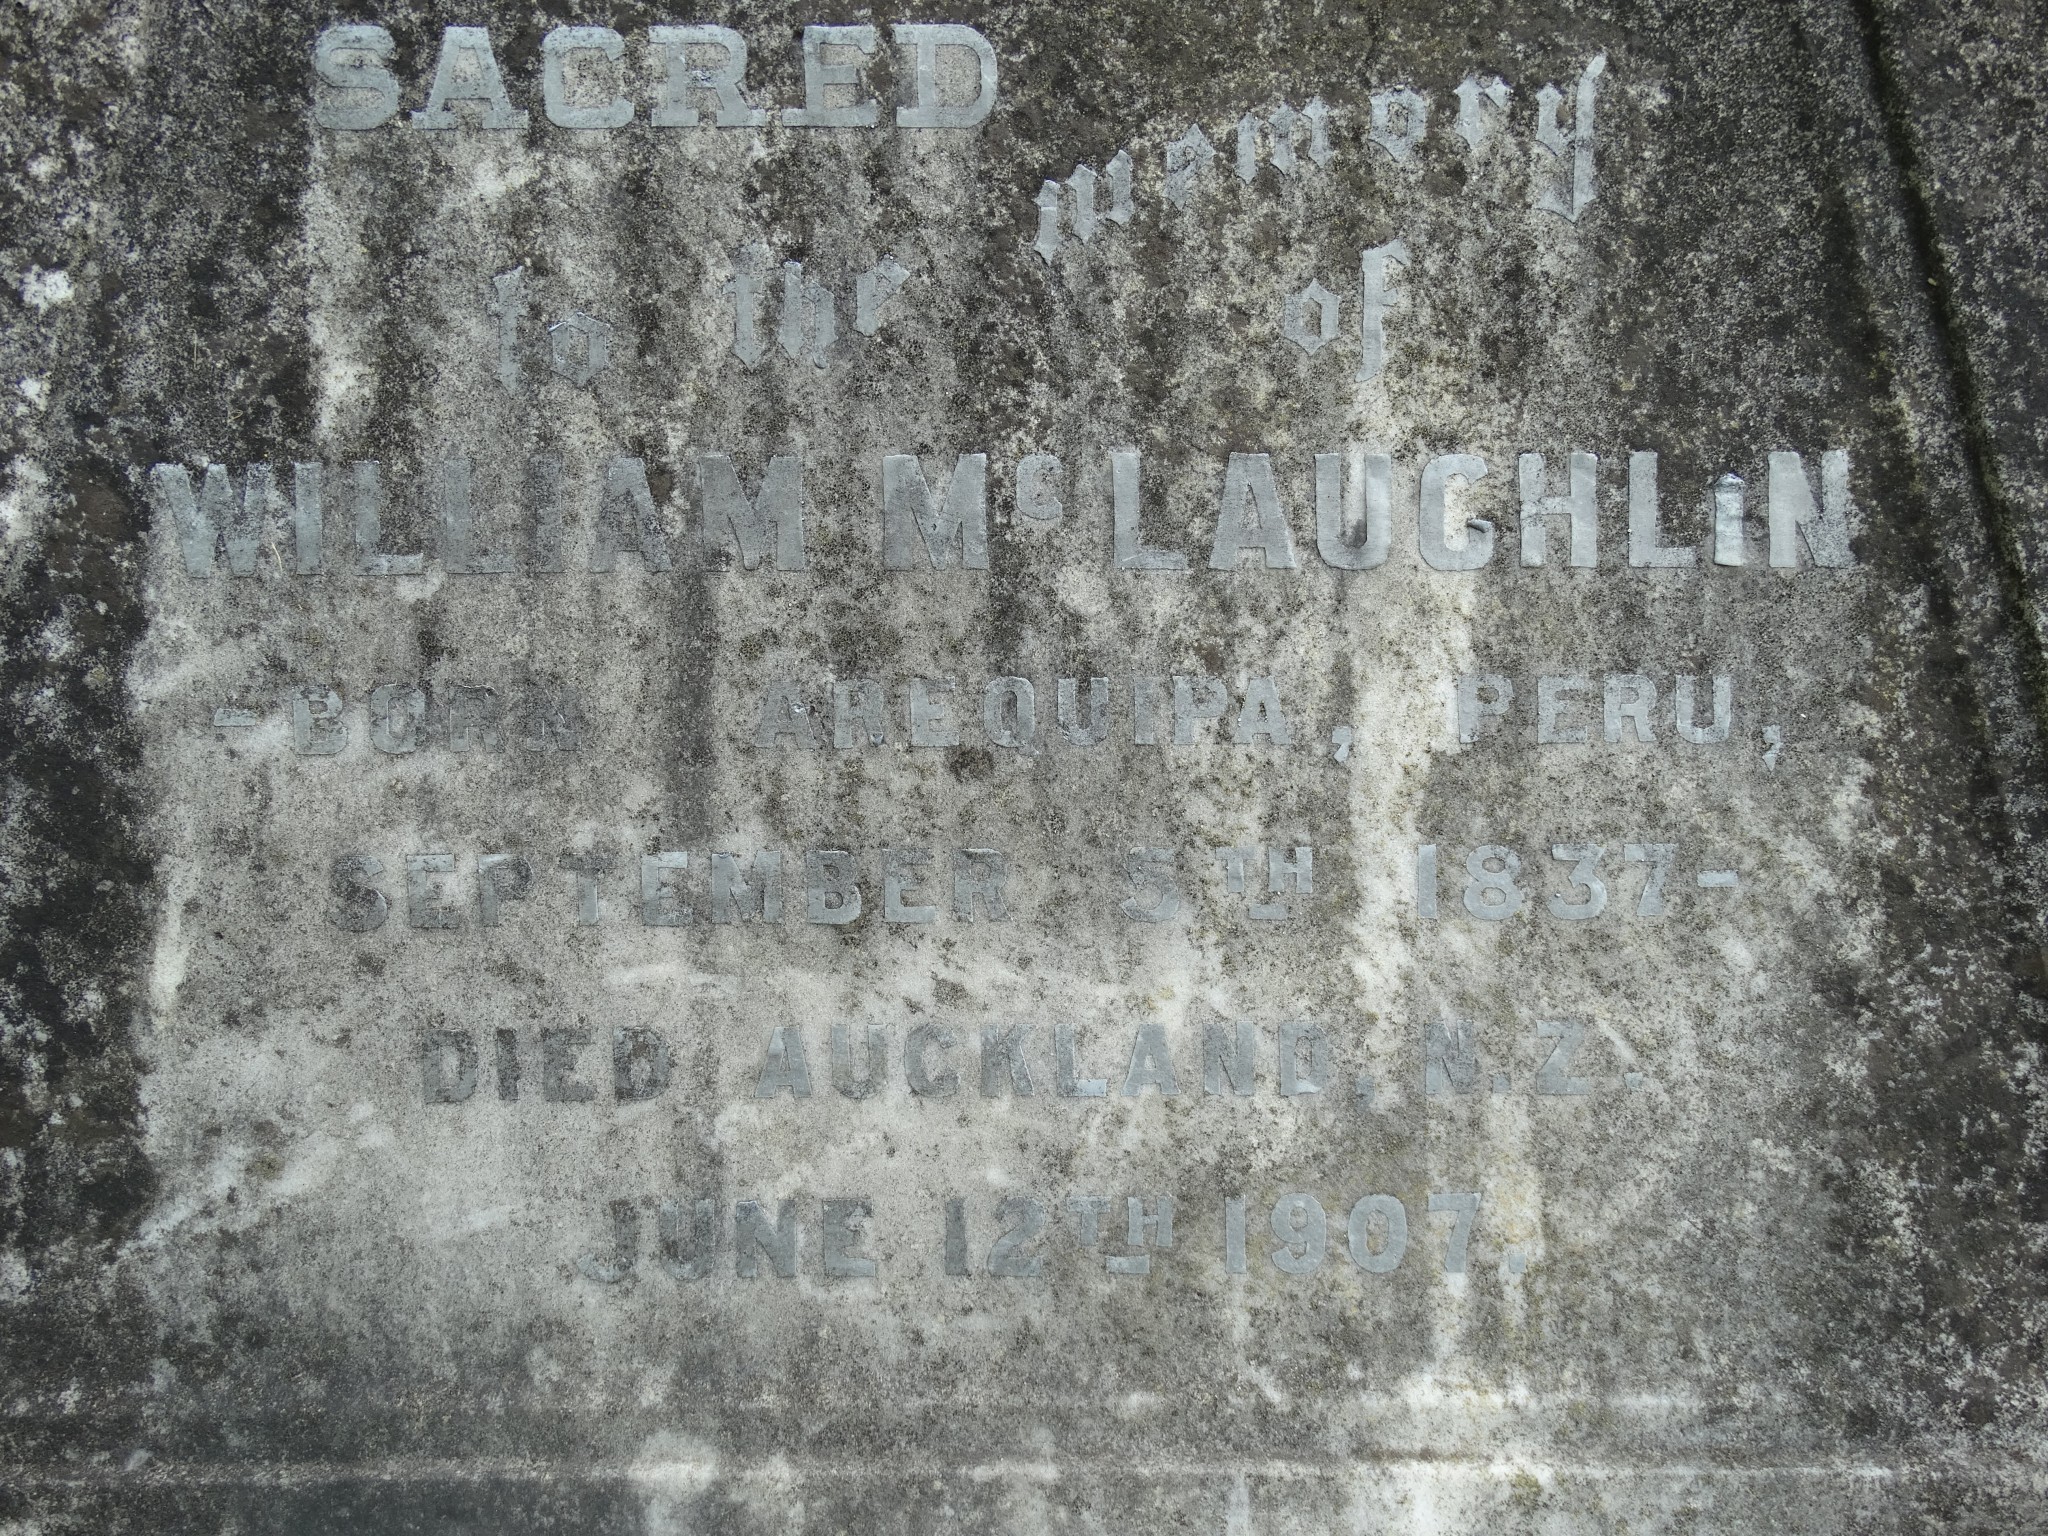 SACRED
to the memory of
WILLIAM McLAUGHLIN
-BORN AREQUIPA, PERU,
SEPTEMBER 5TH 1837-
DIED AUCKLAND, N.Z.
JUNE 12TH 1907.